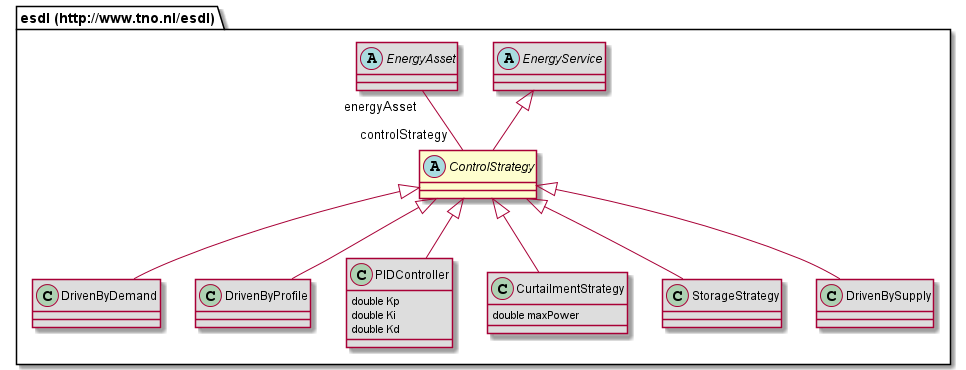 esdl (http://www.tno.nl/esdl)
A EnergyAsset
A EnergyService
energyAsset
controlStrategy
A ControlStrategy
C DrivenByDemand
C DrivenByProfile
C PIDController
double Kp
double Ki
double Kd
C CurtailmentStrategy
double maxPower
C StorageStrategy
C DrivenBySupply